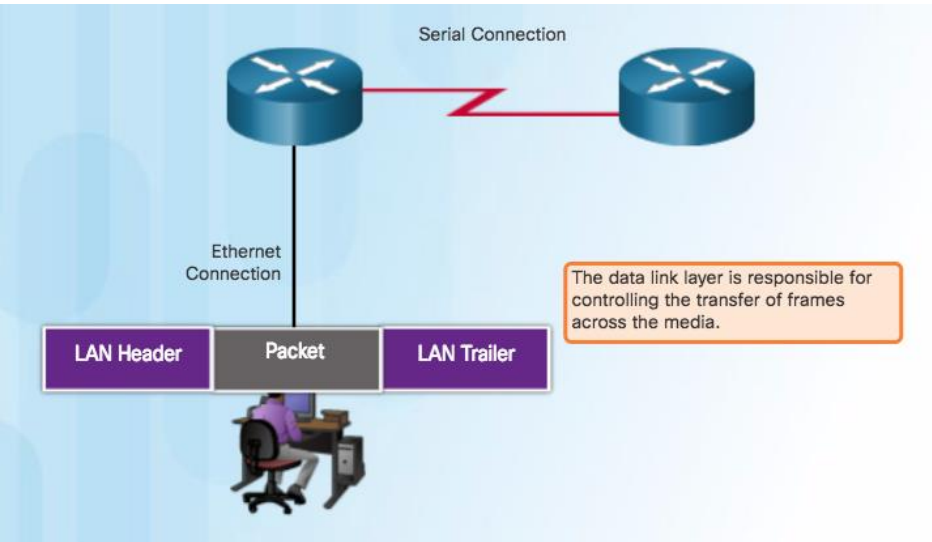 Serial Connection
Ethernet
Connection
The data link layer is responsible for
controlling the transfer of frames
across the media.
LAN Header
Packet
LAN Trailer